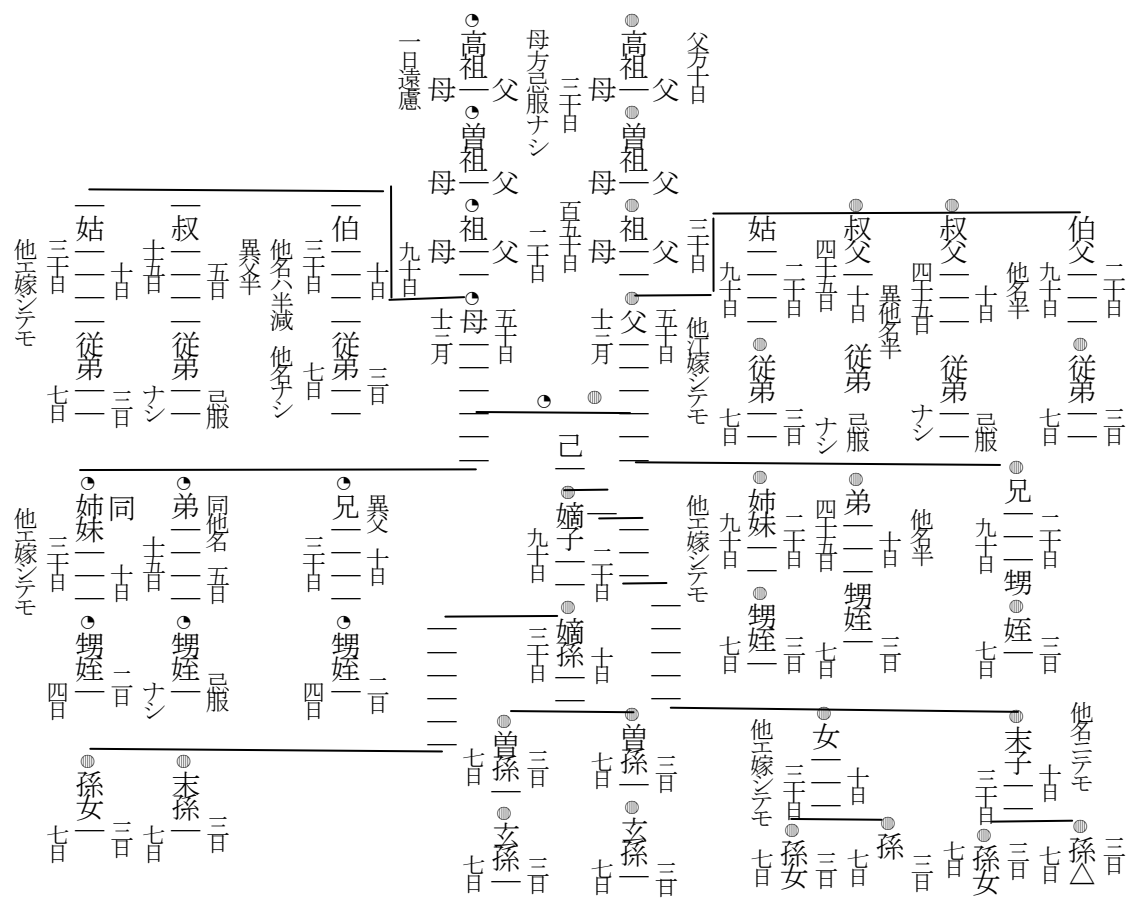 父方十日
高祖
父
母
三十日
母方忌服ナシ
高祖
父
母
一日遠慮
曽祖
父
母
曽祖
父
母
祖
父
母
三十日
百五十日
祖
父
母
二十日
九十日
伯父
二十日
九十日
他名半
従弟
三日
七日
叔父
十日
四十五日
従弟
忌服
ナシ
叔父
十日
四十五日
異他名半
従弟
忌服
ナシ
姑
二十日
九十日
他江嫁シテモ
従弟
三日
七日
父
五十日
十三月
母
五十日
十三月
伯
十日
三十日
他名ハ半減
異父半
従弟
三日
七日
他名ナシ
叔
五日
十五日
従弟
忌服
ナシ
姑
十日
三十日
他エ嫁シテモ
従弟
三日
七日
己
兄
二十日
九十日
甥
姪
三日
七日
弟
他名半
十日
四十五日
甥姪
三日
七日
姉妹
二十日
九十日
他エ嫁シテモ
甥姪
三日
七日
嫡子
二十日
九十日
嫡孫
十日
三十日
兄
異父
十日
三十日
甥姪
二日
四日
弟
同他名
五日
十五日
甥姪
忌服
ナシ
姉妹
同
十日
三十日
他エ嫁シテモ
甥姪
二日
四日
末子
他名ニテモ
十日
三十日
孫△
三日
七日
孫女
三日
七日
女
十日
三十日
他エ嫁シテモ
孫
三日
七日
孫女
三日
七日
曽孫
三日
七日
玄孫
三日
七日
曽孫
三日
七日
玄孫
三日
七日
末孫
三日
七日
孫女
三日
七日